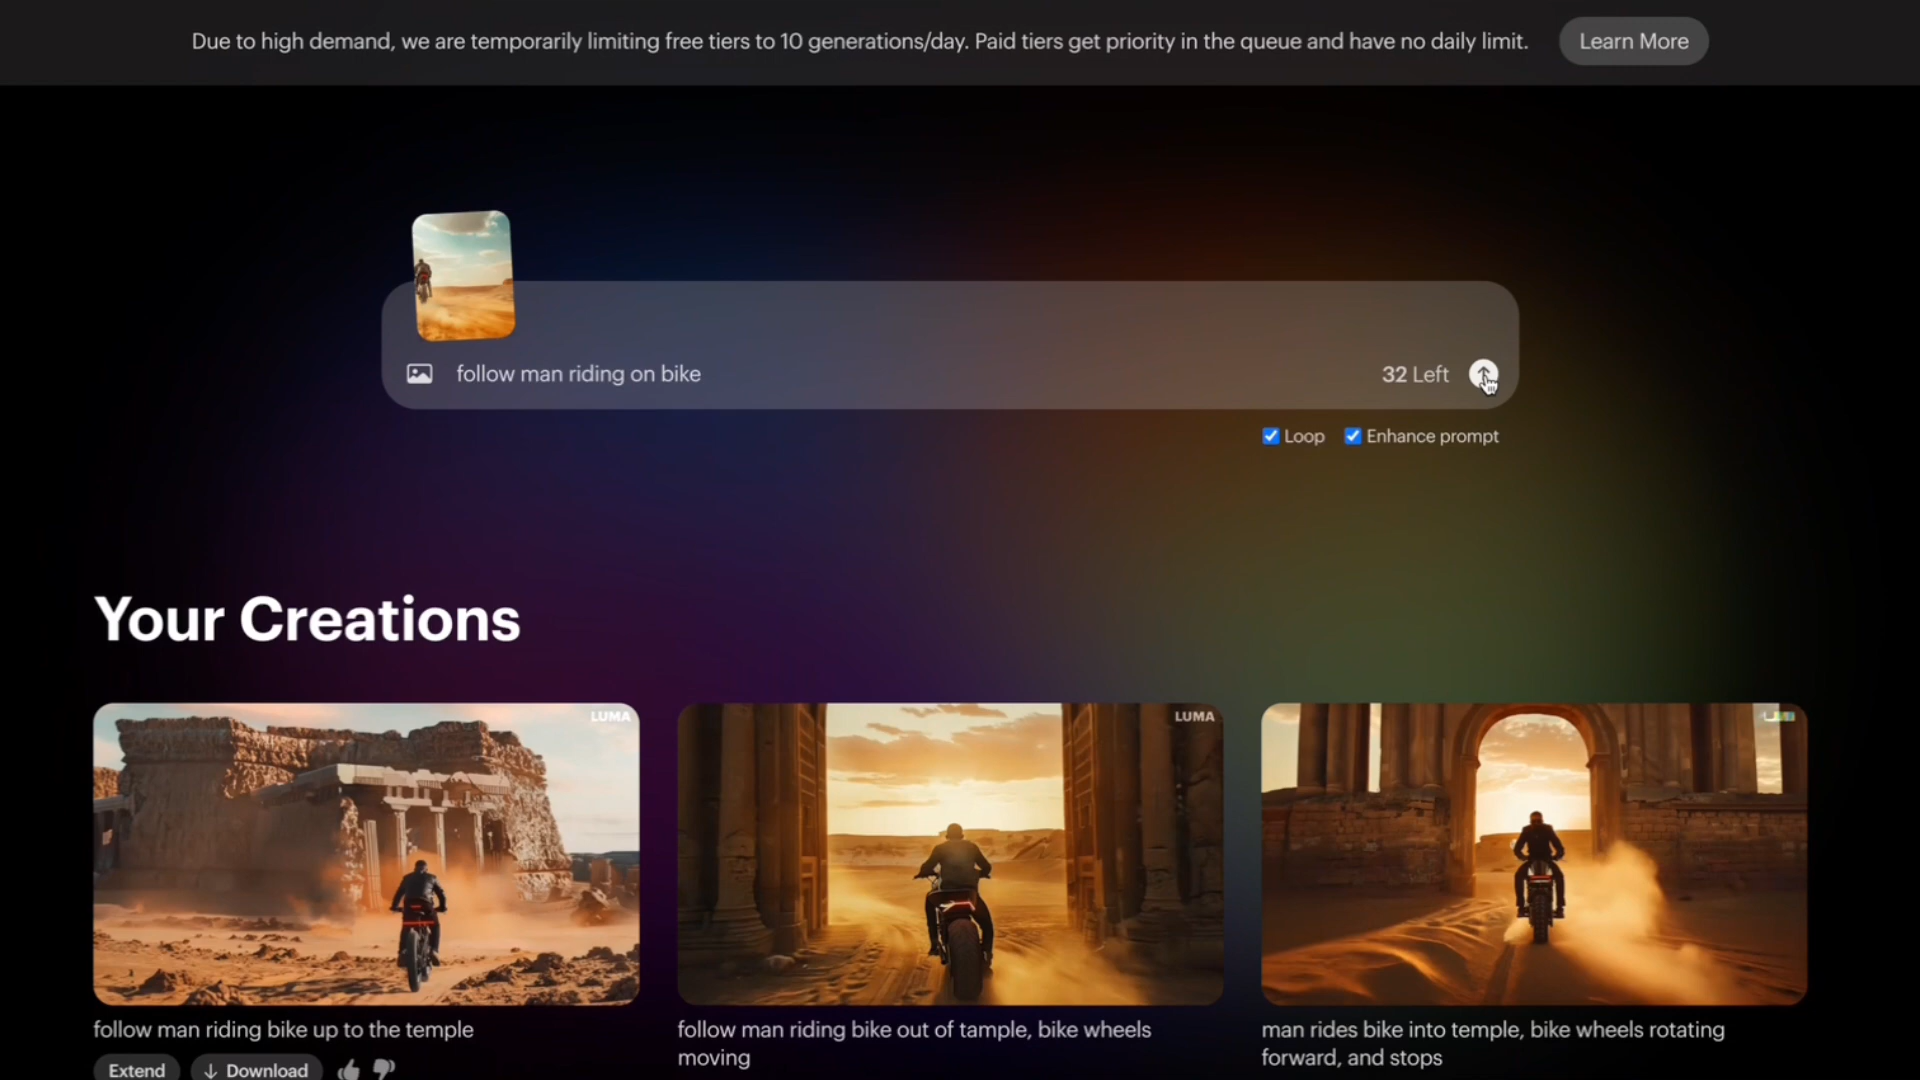 Due to high demand, we are temporarily limiting free tiers to 10 generations/day. Paid tiers get priority in the queue and have no daily limit.
Learn More
follow man riding on bike
32 Left
Loop
Enhance prompt
Your Creations
LUMA
LUMA
follow man riding bike up to the temple
follow man riding bike out of tample, bike wheels
moving
man rides bike into temple, bike wheels rotating
forward, and stops
Extend
Download